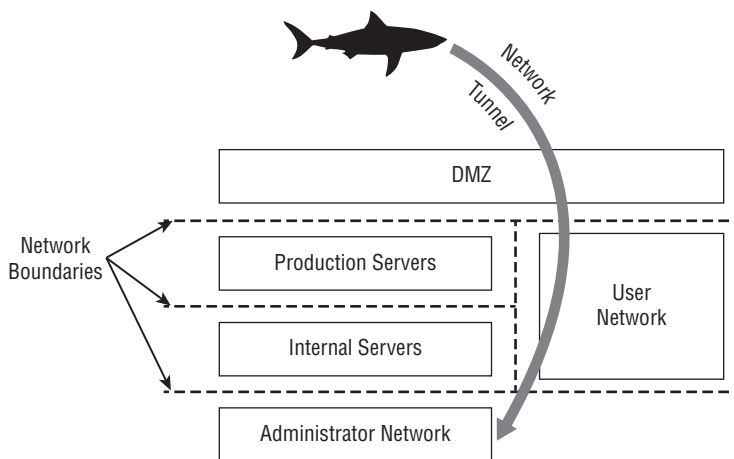 Network
Tunnel
DMZ
Network
Boundaries
Production Servers
User
Network
Internal Servers
Administrator Network